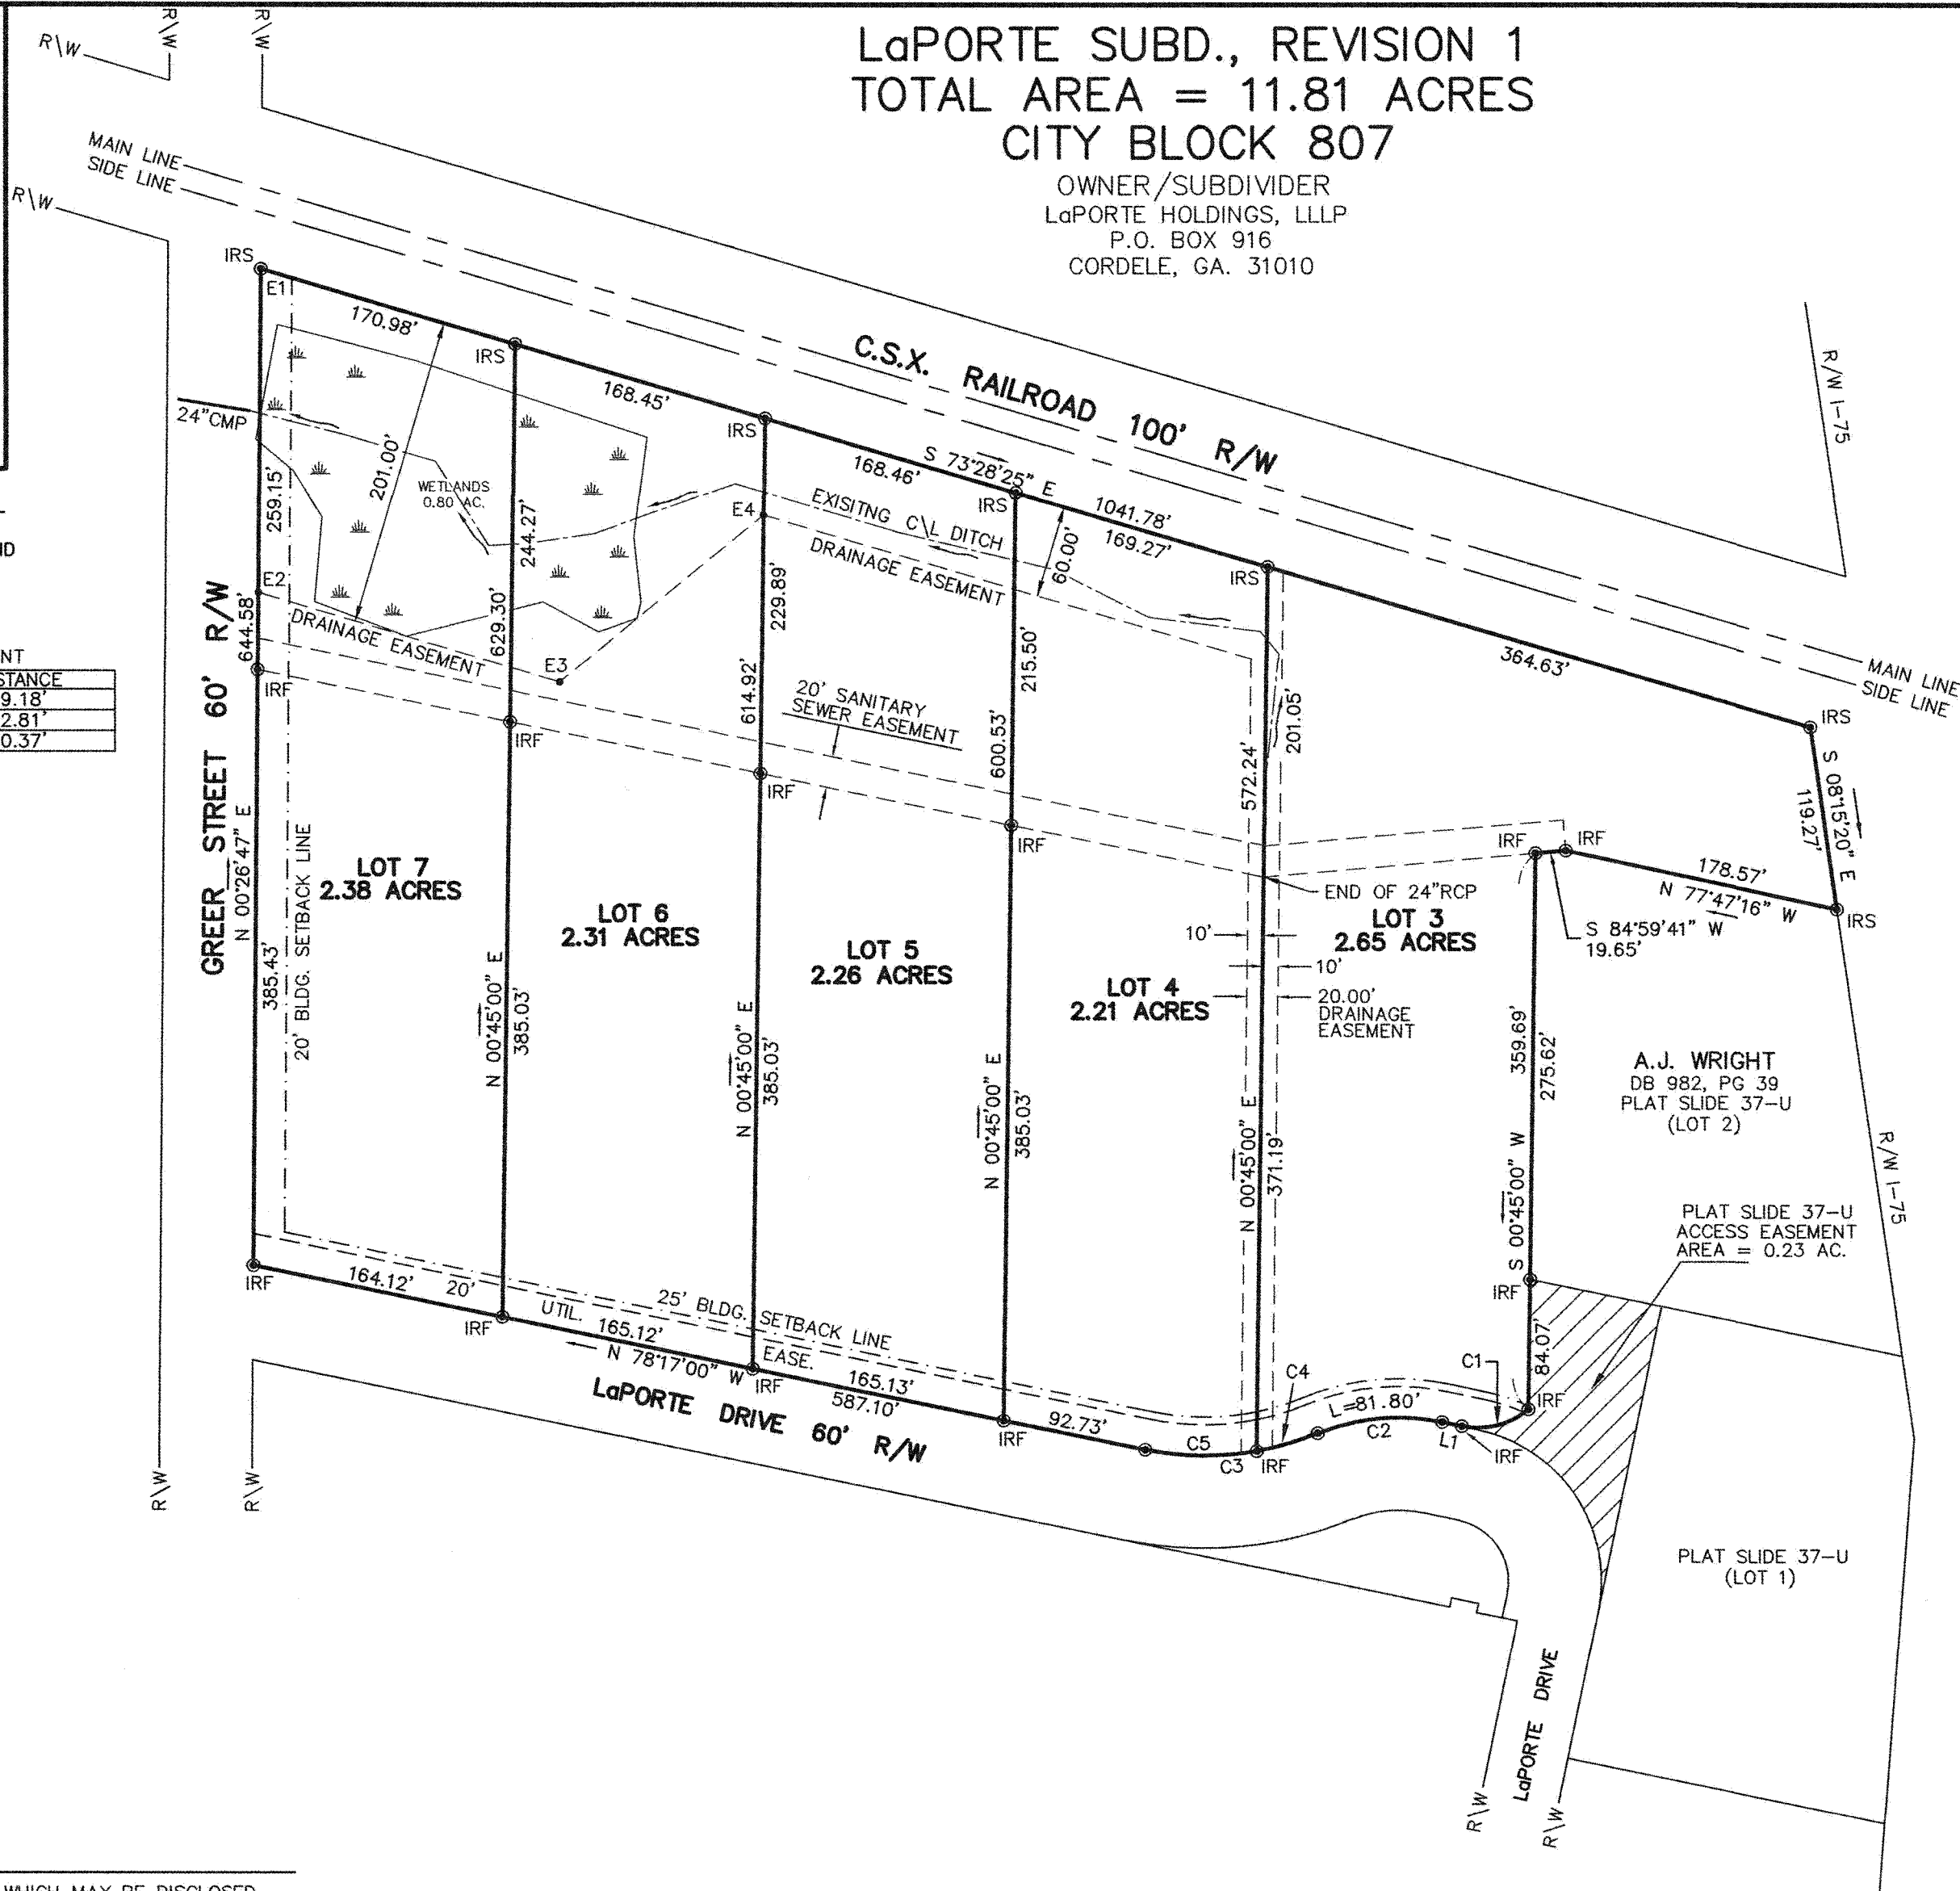 LaPORTE SUBD., REVISION 1
TOTAL AREA = 11.81 ACRES
CITY BLOCK 807
OWNER/SUBDIVIDER
LaPORTE HOLDINGS, LLLP
P.O. BOX 916
CORDELE, GA. 31010
R\W
R\W
R\W
R\W
MAIN LINE
SIDE LINE
C.S.X. RAILROAD 100' R/W
R/W I-75
MAIN LINE
SIDE LINE
IRS
E1
170.98'
IRS
168.45'
IRS
168.46'
S 73°28'25" E
IRS
1041.78'
169.27'
IRS
364.63'
IRS
S 08°15'20" E
119.27'
IRS
24"CMP
259.15'
201.00'
WETLANDS
0.80 AC.
244.27'
E4
EXISITNG C\L DITCH
DRAINAGE EASEMENT
60.00'
E2
DRAINAGE EASEMENT
E3
644.58'
629.30'
229.89'
614.92'
215.50'
600.53'
201.05'
572.24'
20' SANITARY
SEWER EASEMENT
IRF
IRF
IRF
IRF
IRF
IRF
178.57'
N 77°47'16" W
S 84°59'41" W
19.65'
END OF 24"RCP
NT
STANCE
9.18'
2.81'
0.37'
ND
GREER STREET 60' R/W
N 00°26'47" E
385.43'
20' BLDG. SETBACK LINE
LOT 7
2.38 ACRES
N 00°45'00" E
385.03'
LOT 6
2.31 ACRES
N 00°45'00" E
385.03'
LOT 5
2.26 ACRES
N 00°45'00" E
385.03'
LOT 4
2.21 ACRES
N 00°45'00" E
371.19'
10'
10'
20.00'
DRAINAGE
EASEMENT
LOT 3
2.65 ACRES
359.69'
275.62'
S 00°45'00" W
A.J. WRIGHT
DB 982, PG 39
PLAT SLIDE 37-U
(LOT 2)
R/W I-75
PLAT SLIDE 37-U
ACCESS EASEMENT
AREA = 0.23 AC.
IRF
84.07'
C1
IRF
IRF
164.12'
20'
UTIL.
EASE.
IRF
25' BLDG. SETBACK LINE
165.12'
N 78°17'00" W
IRF
165.13'
587.10'
IRF
92.73'
C5
C3
IRF
C4
L=81.80'
C2
L1
IRF
LaPORTE DRIVE 60' R/W
R\W
R\W
PLAT SLIDE 37-U
(LOT 1)
LaPORTE DRIVE
R\W
R\W
WHICH MAY BE DISCLOSED